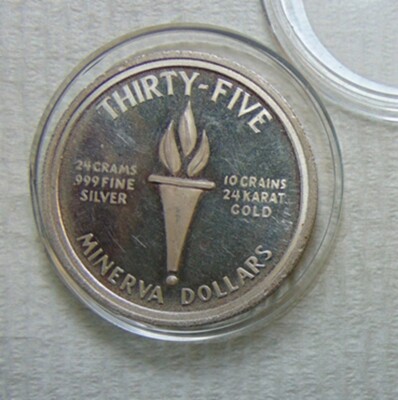 THIRTY-FIVE
24 GRAMS
.999 FINE
SILVER
10 GRAINS
24 KARAT
GOLD
MINERVA DOLLARS